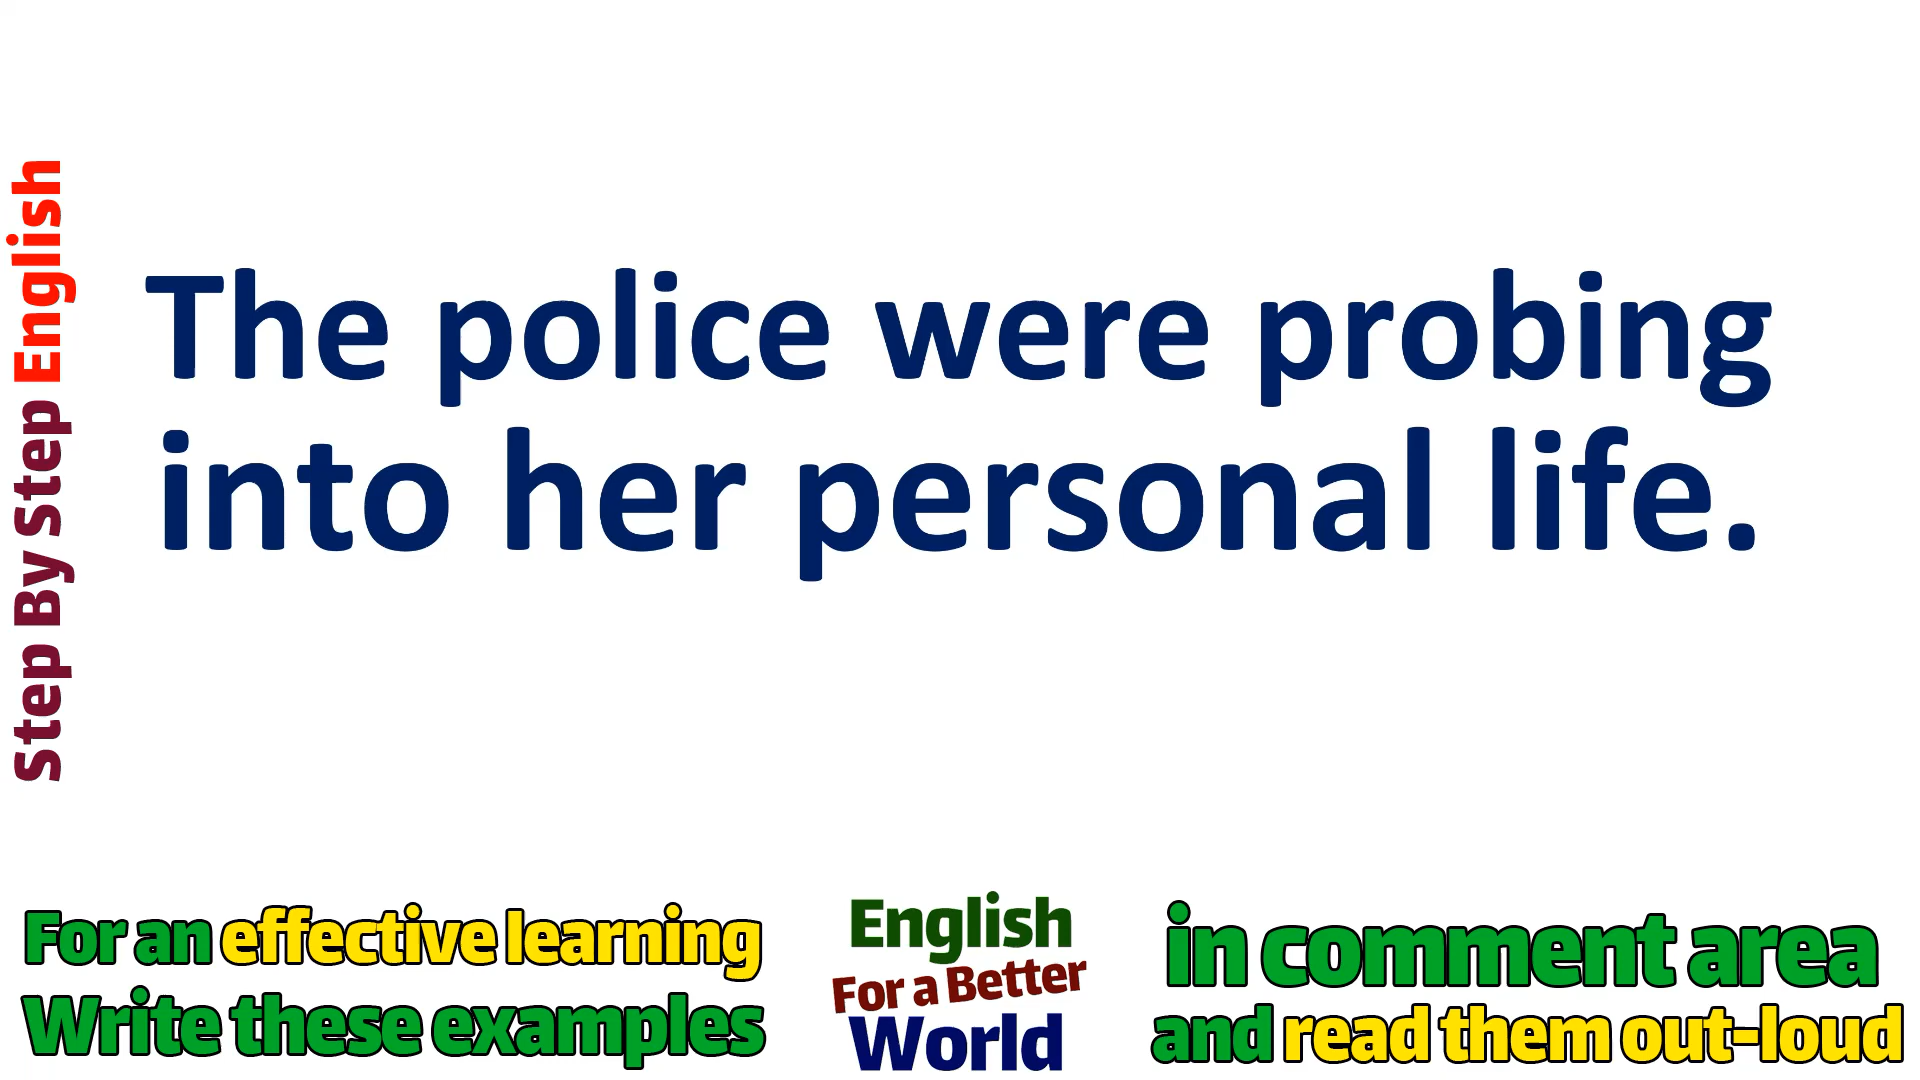 Step By Step English
The police were probing
into her personal life.
For an effective learning
Write these examples
English
For a Better
World
in comment area
and read them out-loud